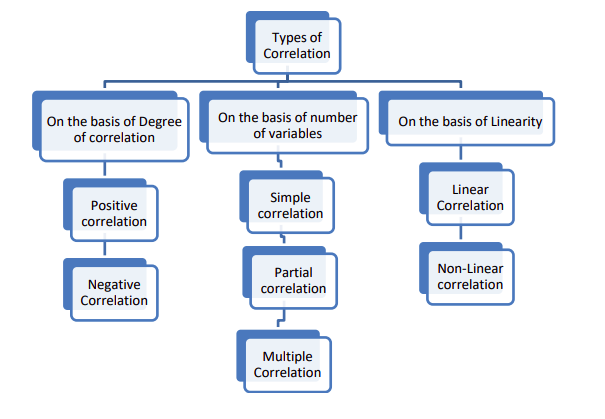 Types of
Correlation
On the basis of Degree
of correlation
On the basis of number
of variables
On the basis of Linearity
Positive
correlation
Negative
Correlation
Simple
correlation
Partial
correlation
Multiple
Correlation
Linear
Correlation
Non-Linear
correlation